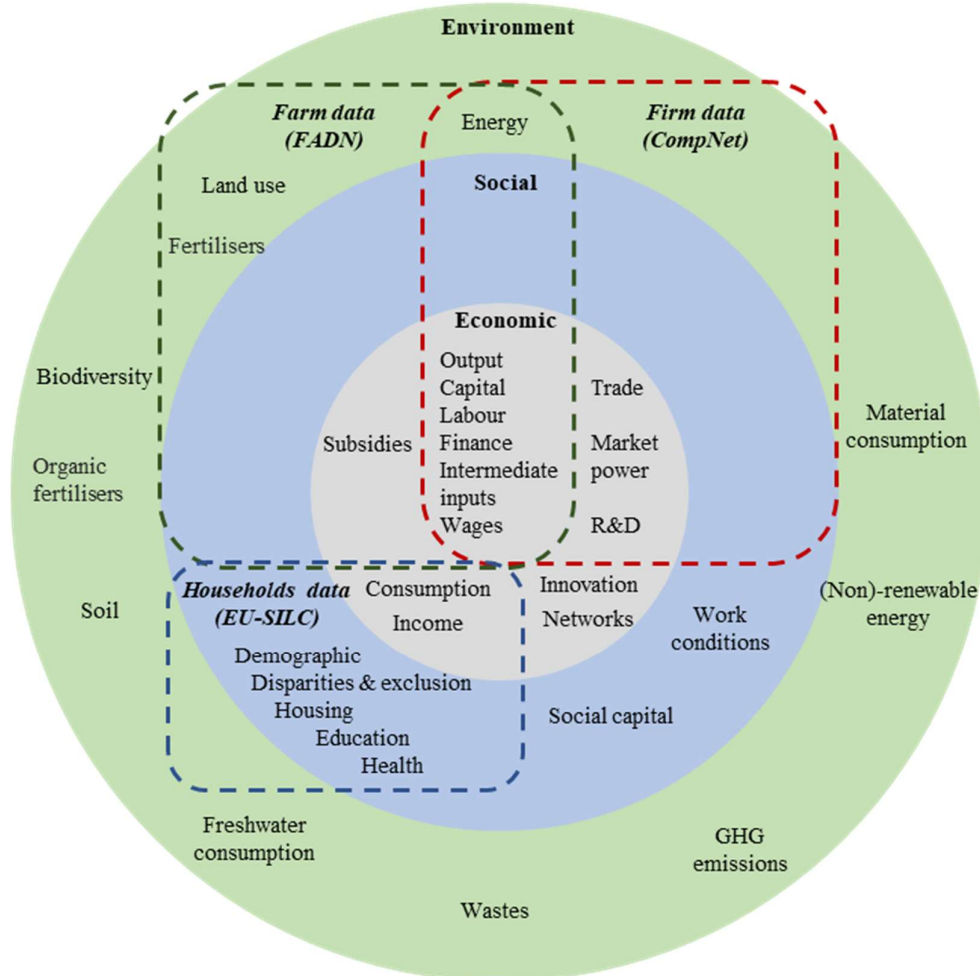 Environment
Farm data
(FADN)
Energy
Firm data
(CompNet)
Land use
Social
Fertilisers
Economic
Output
Capital
Labour
Finance
Intermediate
inputs
Wages
Subsidies
Trade
Market
power
R&D
Biodiversity
Organic
fertilisers
Material
consumption
Households data
(EU-SILC)
Consumption
Income
Innovation
Networks
Work
conditions
(Non)-renewable
energy
Soil
Demographic
Disparities & exclusion
Housing
Education
Health
Social capital
Freshwater
consumption
GHG
emissions
Wastes